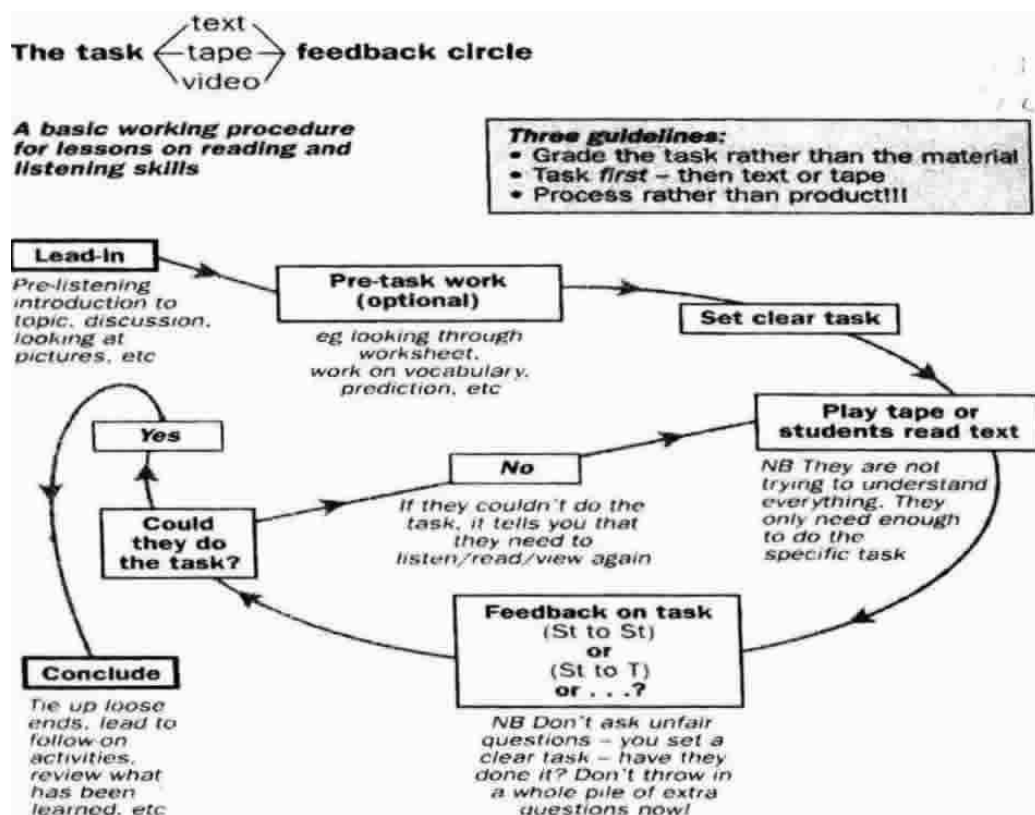 The task
text
tape
video
feedback circle
A basic working procedure
for lessons on reading and
listening skills
Three guidelines:
• Grade the task rather than the material
• Task first – then text or tape
• Process rather than product!!!
Lead-in
Pre-listening
introduction to
topic, discussion,
looking at
pictures, etc
Pre-task work
(optional)
eg looking through
worksheet,
work on vocabulary,
prediction, etc
Set clear task
Play tape or
students read text
NB They are not
trying to understand
everything. They
only need enough
to do the
specific task
Yes
No
If they couldn't do the
task, it tells you that
they need to
listen/read/view again
Could
they do
the task?
Feedback on task
(St to St)
or
(St to T)
or . . .?
NB Don't ask unfair
questions – you set a
clear task – have they
done it? Don't throw in
a whole pile of extra
questions now!
Conclude
Tie up loose
ends, lead to
follow-on
activities,
review what
has been
learned, etc